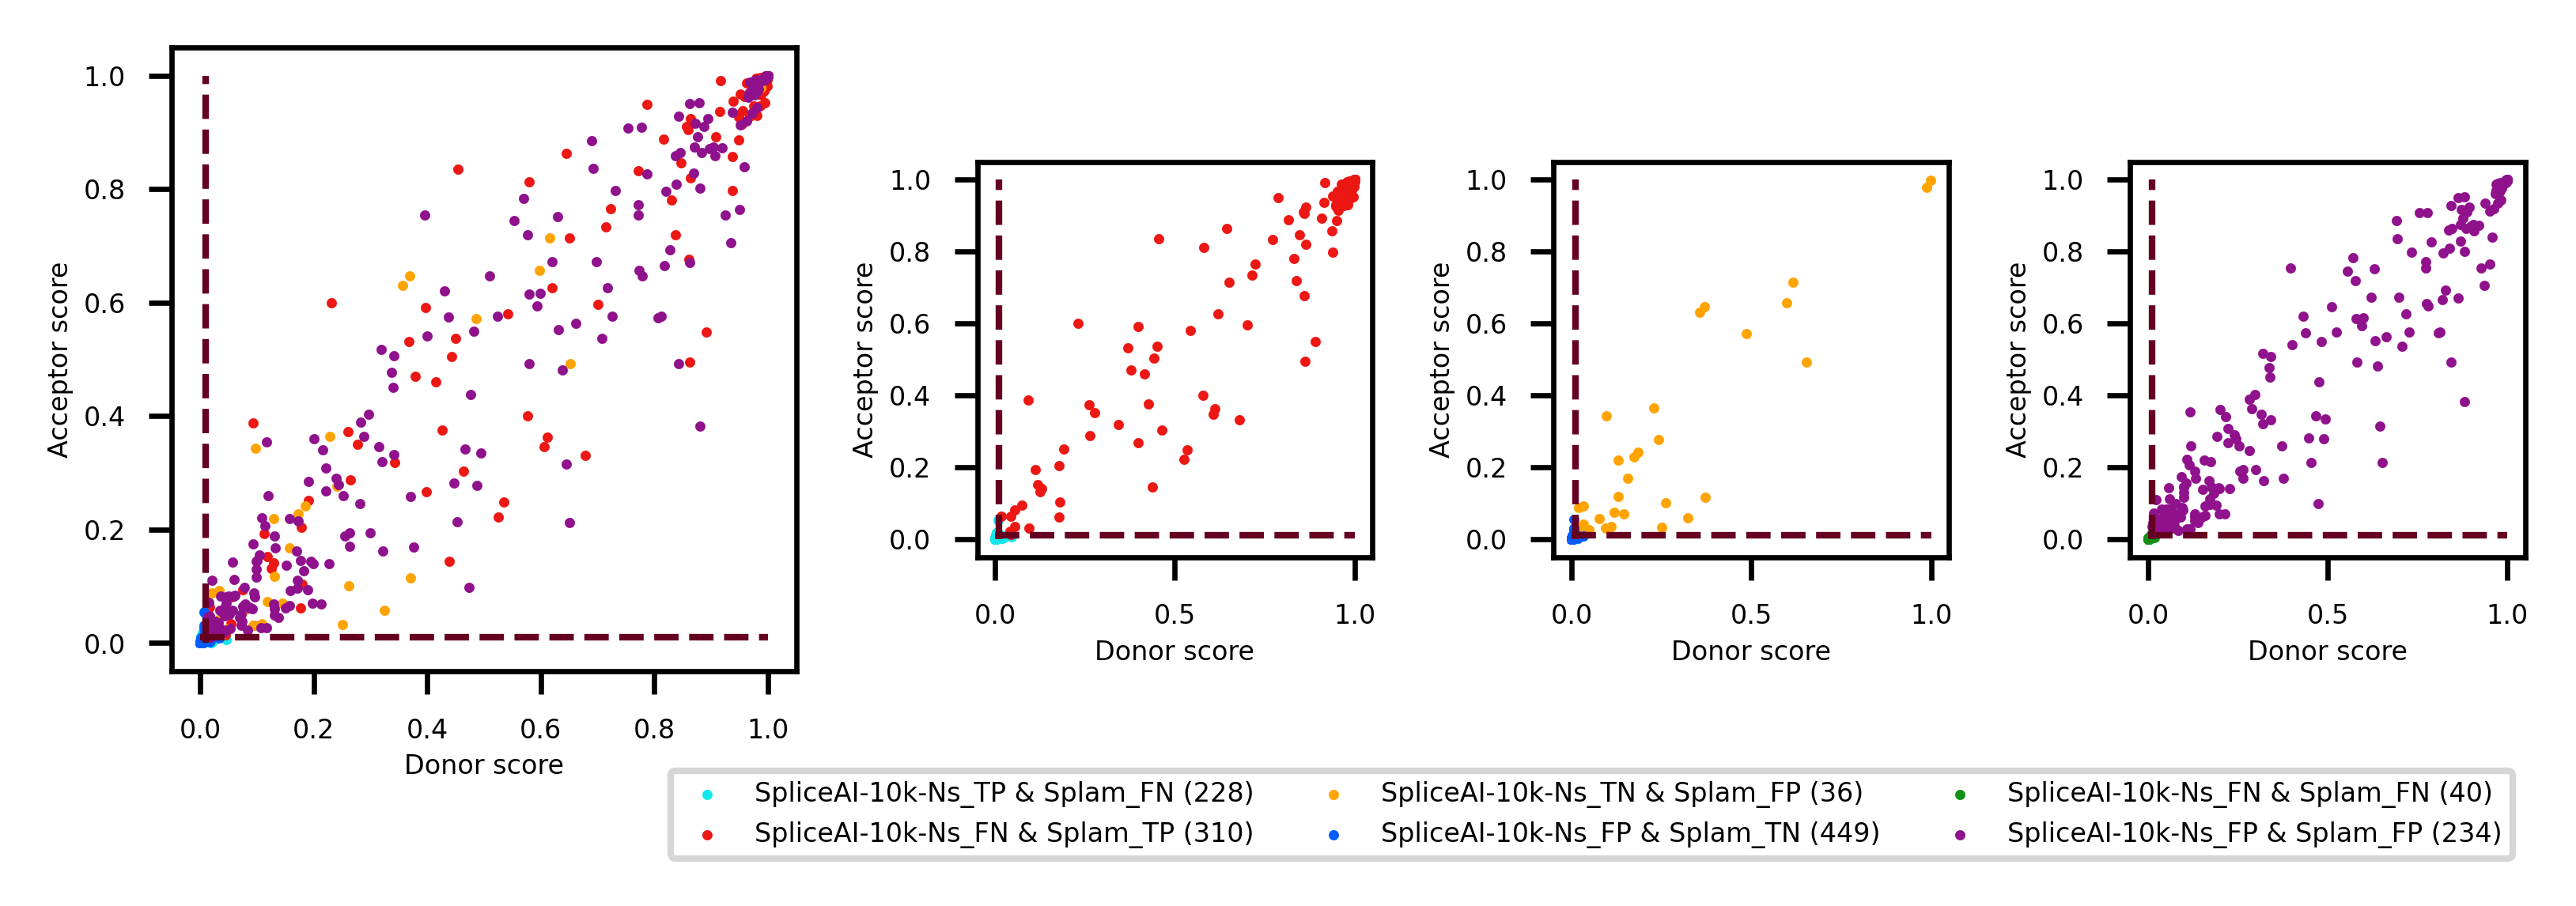 1.0
0.8
0.6
0.4
0.2
0.0
Acceptor score
0.0 0.2 0.4 0.6 0.8 1.0
Donor score
1.0
0.8
0.6
0.4
0.2
0.0
Acceptor score
0.0 0.5 1.0
Donor score
1.0
0.8
0.6
0.4
0.2
0.0
Acceptor score
0.0 0.5 1.0
Donor score
1.0
0.8
0.6
0.4
0.2
0.0
Acceptor score
0.0 0.5 1.0
Donor score
SpliceAI-10k-Ns_TP & Splam_FN (228)
SpliceAI-10k-Ns_FN & Splam_TP (310)
SpliceAI-10k-Ns_TN & Splam_FP (36)
SpliceAI-10k-Ns_FP & Splam_TN (449)
SpliceAI-10k-Ns_FN & Splam_FN (40)
SpliceAI-10k-Ns_FP & Splam_FP (234)